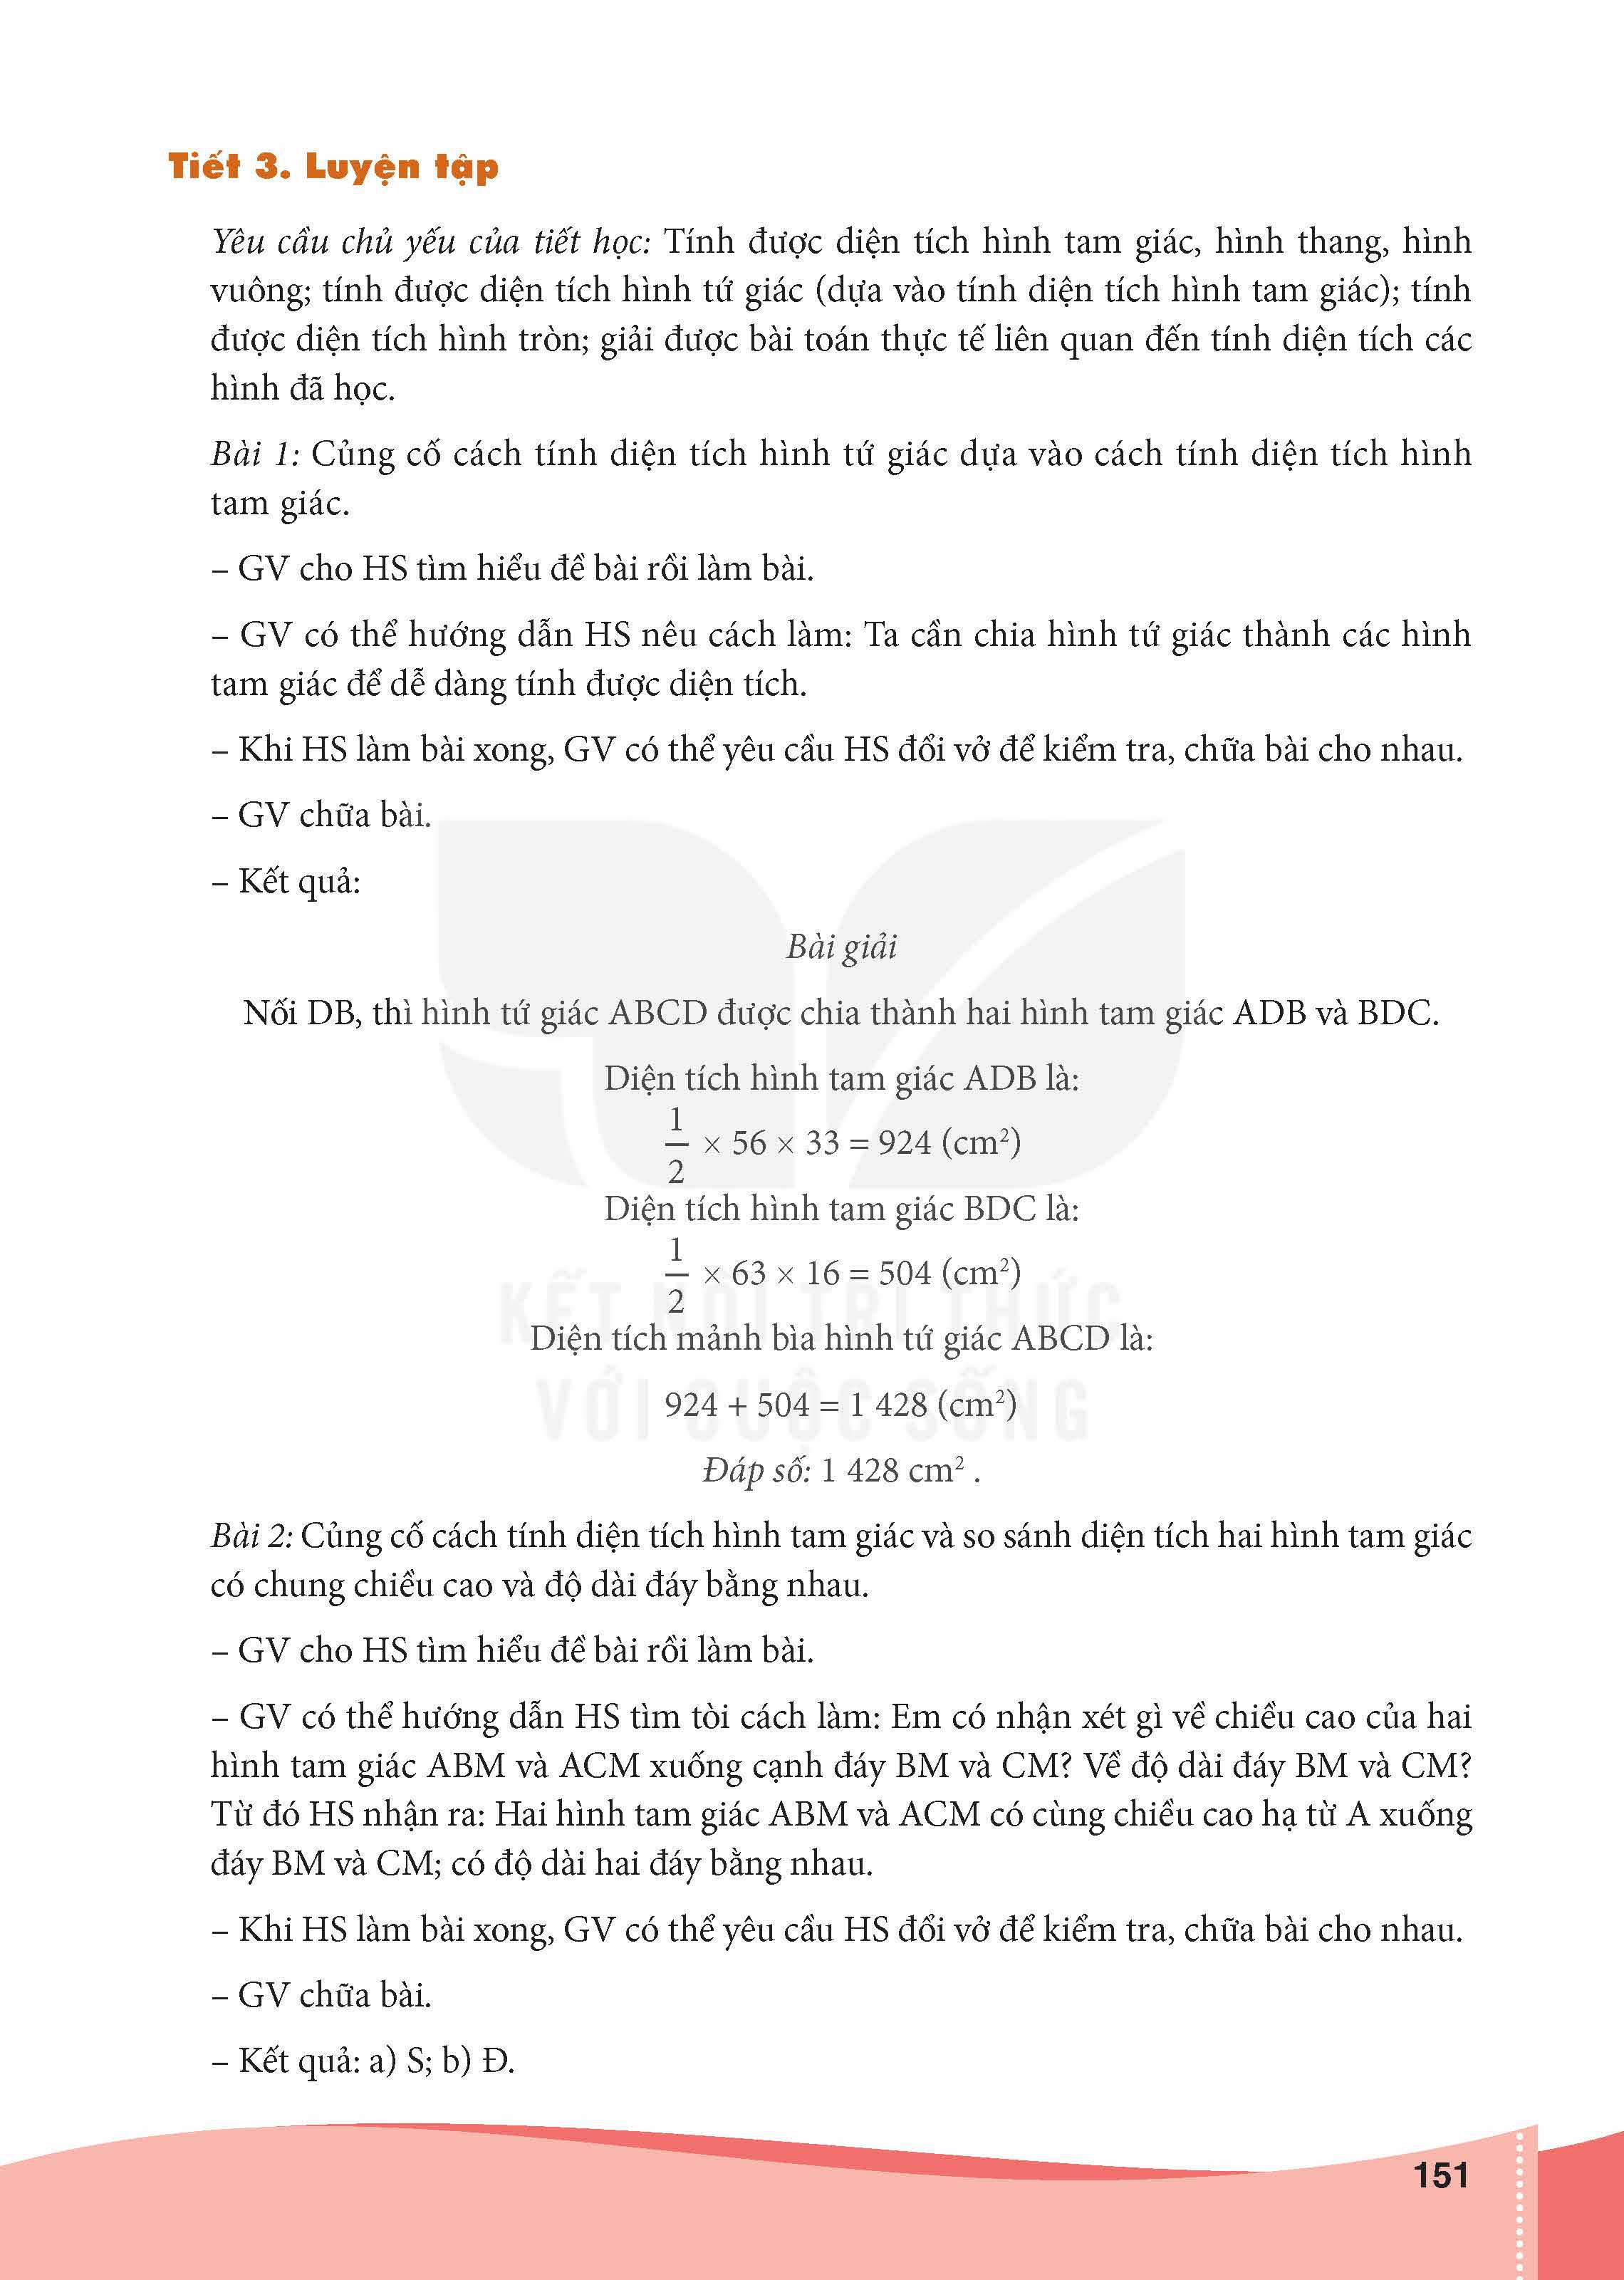 Tiết 3. Luyện tập
Yêu cầu chủ yếu của tiết học: Tính được diện tích hình tam giác, hình thang, hình
vuông; tính được diện tích hình tứ giác (dựa vào tính diện tích hình tam giác); tính
được diện tích hình tròn; giải được bài toán thực tế liên quan đến tính diện tích các
hình đã học.
Bài 1: Củng cố cách tính diện tích hình tứ giác dựa vào cách tính diện tích hình
tam giác.
– GV cho HS tìm hiểu đề bài rồi làm bài.
– GV có thể hướng dẫn HS nêu cách làm: Ta cần chia hình tứ giác thành các hình
tam giác để dễ dàng tính được diện tích.
– Khi HS làm bài xong, GV có thể yêu cầu HS đổi vở để kiểm tra, chữa bài cho nhau.
– GV chữa bài.
– Kết quả:
Bài giải
Nối DB, thì hình tứ giác ABCD được chia thành hai hình tam giác ADB và BDC.
Diện tích hình tam giác ADB là:
1/2 × 56 × 33 = 924 (cm²)
Diện tích hình tam giác BDC là:
1/2 × 63 × 16 = 504 (cm²)
Diện tích mảnh bìa hình tứ giác ABCD là:
924 + 504 = 1 428 (cm²)
Đáp số: 1 428 cm² .
Bài 2: Củng cố cách tính diện tích hình tam giác và so sánh diện tích hai hình tam giác
có chung chiều cao và độ dài đáy bằng nhau.
– GV cho HS tìm hiểu đề bài rồi làm bài.
– GV có thể hướng dẫn HS tìm tòi cách làm: Em có nhận xét gì về chiều cao của hai
hình tam giác ABM và ACM xuống cạnh đáy BM và CM? Về độ dài đáy BM và CM?
Từ đó HS nhận ra: Hai hình tam giác ABM và ACM có cùng chiều cao hạ từ A xuống
đáy BM và CM; có độ dài hai đáy bằng nhau.
– Khi HS làm bài xong, GV có thể yêu cầu HS đổi vở để kiểm tra, chữa bài cho nhau.
– GV chữa bài.
– Kết quả: a) S; b) Đ.
KẾT NỐI TRI THỨC
VỚI CUỘC SỐNG
151